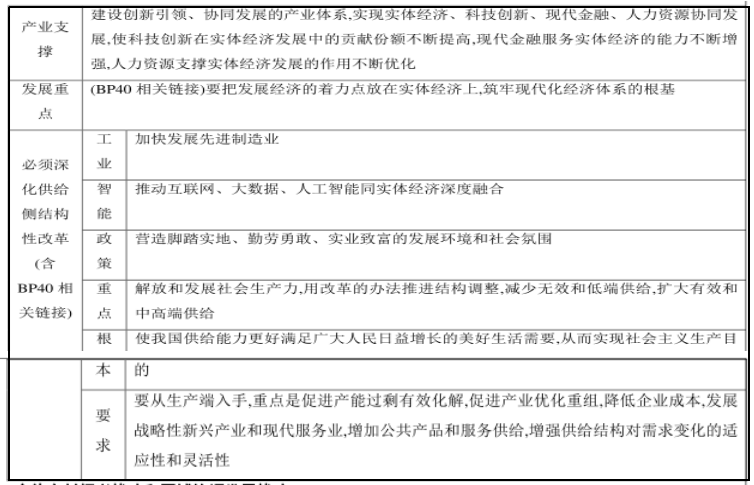 产业支撑
建设创新引领、协同发展的产业体系,实现实体经济、科技创新、现代金融、人力资源协同发
展,使科技创新在实体经济发展中的贡献份额不断提高,现代金融服务实体经济的能力不断增
强,人力资源支撑实体经济发展的作用不断优化
发展重点
(BP40 相关链接)要把发展经济的着力点放在实体经济上,筑牢现代化经济体系的根基
必须深
化供给
侧结构
性改革
(含
BP40 相
关链接)
工业
加快发展先进制造业
智能
推动互联网、大数据、人工智能同实体经济深度融合
政策
营造脚踏实地、勤劳勇敢、实业致富的发展环境和社会氛围
重点
解放和发展社会生产力,用改革的办法推进结构调整,减少无效和低端供给,扩大有效和
中高端供给
根
使我国供给能力更好满足广大人民日益增长的美好生活需要,从而实现社会主义生产目
本
的
要求
要从生产端入手,重点是促进产能过剩有效化解,促进产业优化重组,降低企业成本,发展
战略性新兴产业和现代服务业,增加公共产品和服务供给,增强供给结构对需求变化的适
应性和灵活性